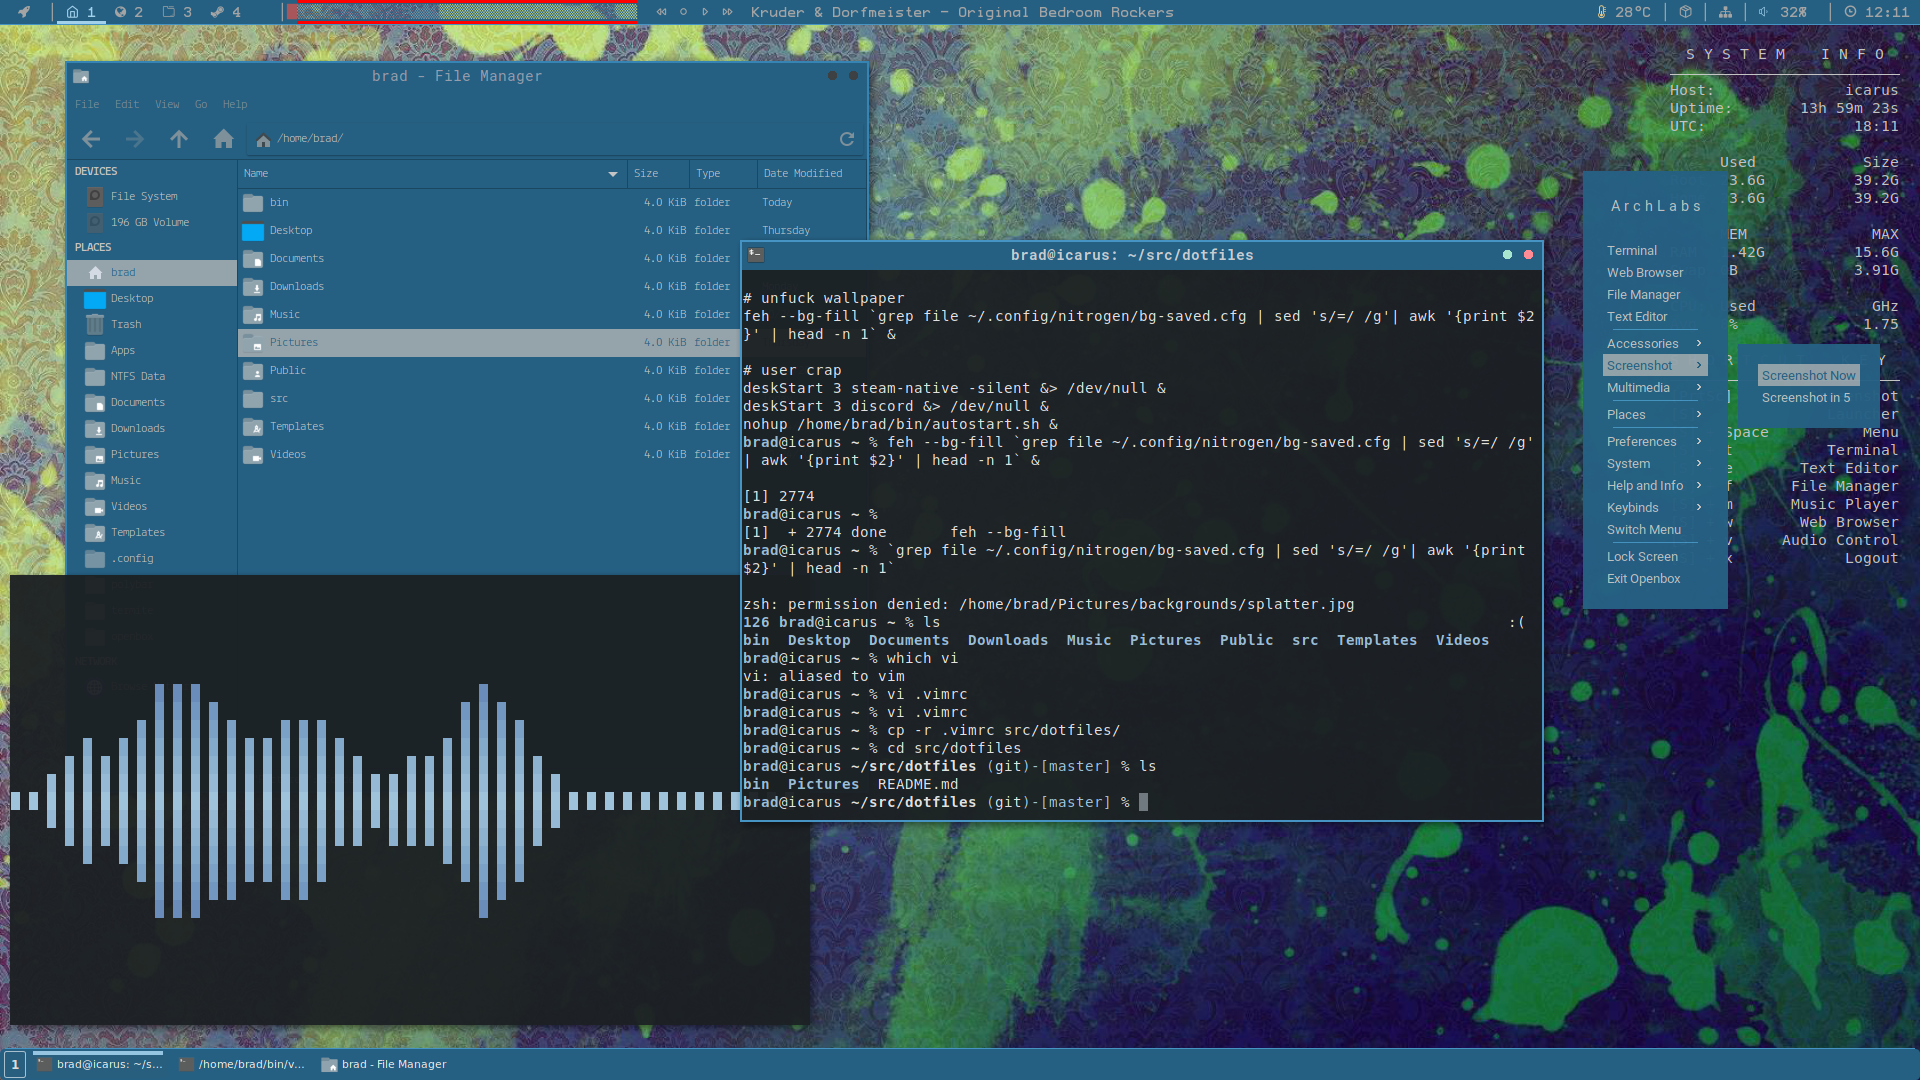 1 2 3 4 Kruder & Dorfmeister - Original Bedroom Rockers 28°C 32% 12:11
brad - File Manager
File Edit View Go Help
/home/brad/
DEVICES
File System
196 GB Volume
PLACES
brad
Desktop
Trash
Apps
NTFS Data
Documents
Downloads
Pictures
Music
Videos
Templates
.config
Name Size Type Date Modified
bin 4.0 KiB folder Today
Desktop 4.0 KiB folder Thursday
Documents 4.0 KiB folder
Downloads 4.0 KiB folder
Music 4.0 KiB folder
Pictures 4.0 KiB folder
Public 4.0 KiB folder
src 4.0 KiB folder
Templates 4.0 KiB folder
Videos 4.0 KiB folder
brad@icarus: ~/src/dotfiles
# unfuck wallpaper
feh --bg-fill `grep file ~/.config/nitrogen/bg-saved.cfg | sed 's/=/ /g'| awk '{print $2
}' | head -n 1` &
# user crap
deskStart 3 steam-native -silent &> /dev/null &
deskStart 3 discord &> /dev/null &
nohup /home/brad/bin/autostart.sh &
brad@icarus ~ % feh --bg-fill `grep file ~/.config/nitrogen/bg-saved.cfg | sed 's/=/ /g'
| awk '{print $2}' | head -n 1` &
[1] 2774
brad@icarus ~ %
[1]  + 2774 done       feh --bg-fill
brad@icarus ~ % `grep file ~/.config/nitrogen/bg-saved.cfg | sed 's/=/ /g'| awk '{print
$2}' | head -n 1`
zsh: permission denied: /home/brad/Pictures/backgrounds/splatter.jpg
126 brad@icarus ~ % ls :(
bin  Desktop  Documents  Downloads  Music  Pictures  Public  src  Templates  Videos
brad@icarus ~ % which vi
vi: aliased to vim
brad@icarus ~ % vi .vimrc
brad@icarus ~ % vi .vimrc
brad@icarus ~ % cp -r .vimrc src/dotfiles/
brad@icarus ~ % cd src/dotfiles
brad@icarus ~/src/dotfiles (git)-[master] % ls
bin  Pictures  README.md
brad@icarus ~/src/dotfiles (git)-[master] %
SYSTEM INFO
Host: icarus
Uptime: 13h 59m 23s
UTC: 18:11
Used Size
3.6G 39.2G
3.6G 39.2G
EM MAX
.42G 15.6G
B 3.91G
sed GHz
% 1.75
Space Menu
Terminal
Text Editor
File Manager
Music Player
Web Browser
Audio Control
Logout
ArchLabs
Terminal
Web Browser
File Manager
Text Editor
Accessories
Screenshot
Multimedia
Places
Preferences
System
Help and Info
Keybinds
Switch Menu
Lock Screen
Exit Openbox
Screenshot Now
Screenshot in 5
1 brad@icarus: ~/s... /home/brad/bin/v... brad - File Manager